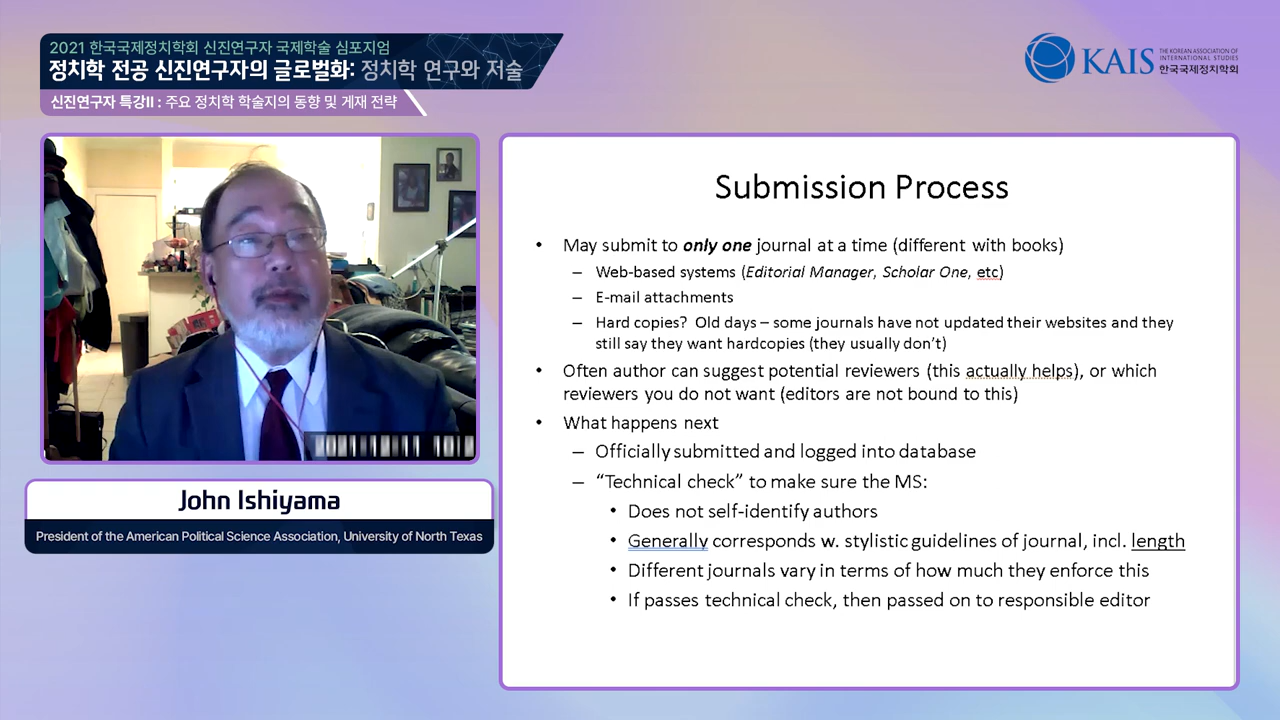 2021 한국국제정치학회 신진연구자 국제학술 심포지엄
정치학 전공 신진연구자의 글로벌화: 정치학 연구와 저술
신진연구자 특강II : 주요 정치학 학술지의 동향 및 게재 전략
KAIS
THE KOREAN ASSOCIATION OF
INTERNATIONAL STUDIES
한국국제정치학회
John Ishiyama
President of the American Political Science Association, University of North Texas
Submission Process
• May submit to only one journal at a time (different with books)
– Web-based systems (Editorial Manager, Scholar One, etc)
– E-mail attachments
– Hard copies? Old days – some journals have not updated their websites and they
still say they want hardcopies (they usually don’t)
• Often author can suggest potential reviewers (this actually helps), or which
reviewers you do not want (editors are not bound to this)
• What happens next
– Officially submitted and logged into database
– “Technical check” to make sure the MS:
• Does not self-identify authors
• Generally corresponds w. stylistic guidelines of journal, incl. length
• Different journals vary in terms of how much they enforce this
• If passes technical check, then passed on to responsible editor